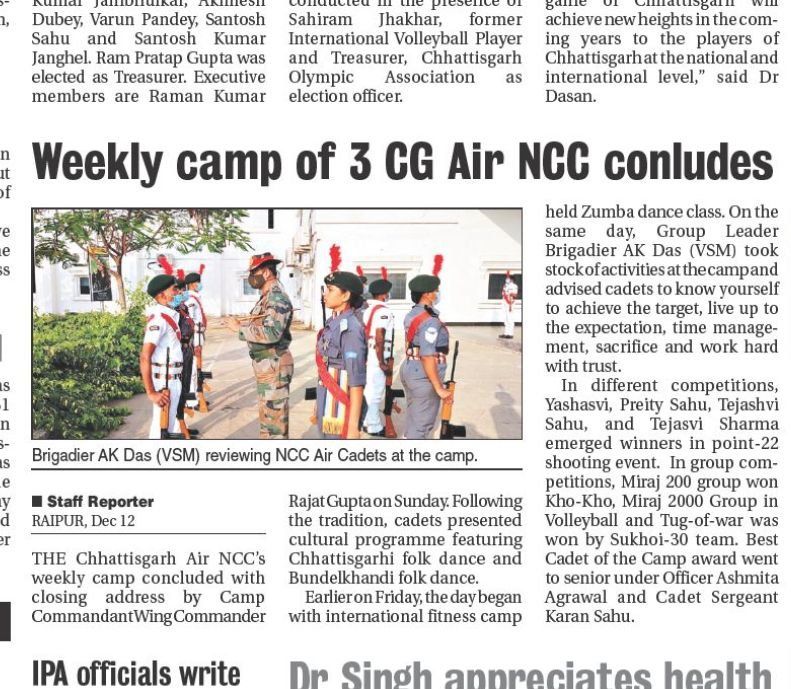 Kumar Jambhulkar, Akhilesh
Dubey, Varun Pandey, Santosh
Sahu and Santosh Kumar
Janghel. Ram Pratap Gupta was
elected as Treasurer. Executive
members are Raman Kumar
conducted in the presence of
Sahiram Jhakhar, former
International Volleyball Player
and Treasurer, Chhattisgarh
Olympic Association as
election officer.
game of Chhattisgarh will
achieve new heights in the com-
ing years to the players of
Chhattisgarh at the national and
international level,” said Dr
Dasan.
Weekly camp of 3 CG Air NCC conludes
Brigadier AK Das (VSM) reviewing NCC Air Cadets at the camp.
■ Staff Reporter
RAIPUR, Dec 12
THE Chhattisgarh Air NCC’s
weekly camp concluded with
closing address by Camp
Commandant Wing Commander
Rajat Gupta on Sunday. Following
the tradition, cadets presented
cultural programme featuring
Chhattisgarhi folk dance and
Bundelkhandi folk dance.
Earlier on Friday, the day began
with international fitness camp
held Zumba dance class. On the
same day, Group Leader
Brigadier AK Das (VSM) took
stock of activities at the camp and
advised cadets to know yourself
to achieve the target, live up to
the expectation, time manage-
ment, sacrifice and work hard
with trust.
In different competitions,
Yashasvi, Preity Sahu, Tejashvi
Sahu, and Tejasvi Sharma
emerged winners in point-22
shooting event. In group com-
petitions, Miraj 200 group won
Kho-Kho, Miraj 2000 Group in
Volleyball and Tug-of-war was
won by Sukhoi-30 team. Best
Cadet of the Camp award went
to senior under Officer Ashmita
Agrawal and Cadet Sergeant
Karan Sahu.
IPA officials write
Dr Singh appreciates health